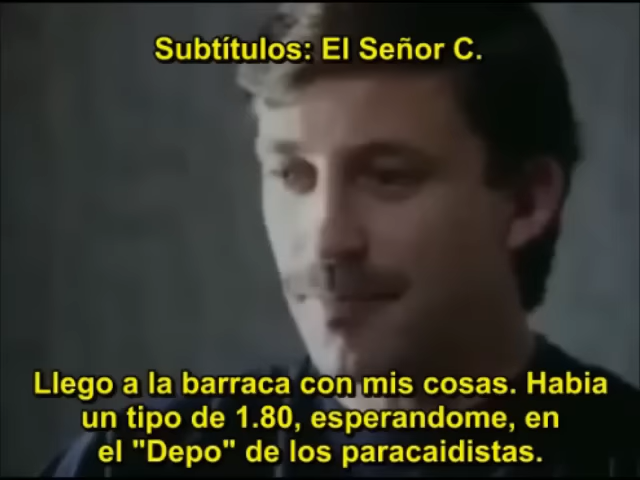 Subtítulos: El Señor C.
Llego a la barraca con mis cosas. Habia
un tipo de 1.80, esperandome, en
el "Depo" de los paracaidistas.